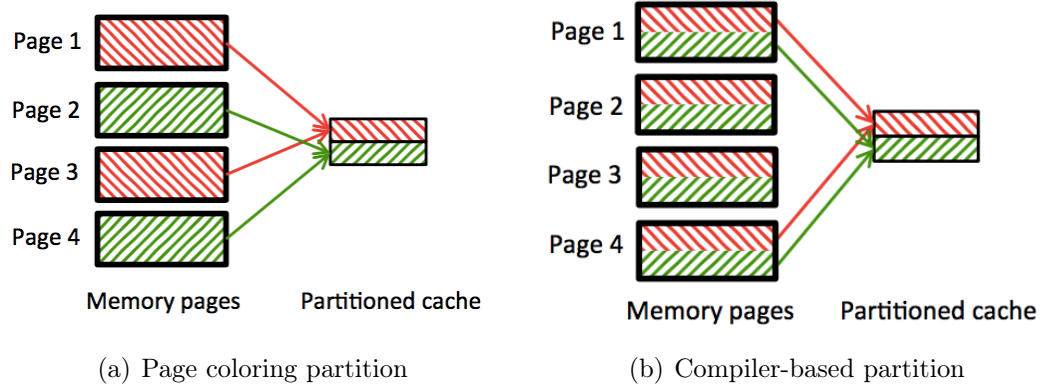 Page 1
Page 2
Page 3
Page 4
Memory pages
Partitioned cache
(a) Page coloring partition
Page 1
Page 2
Page 3
Page 4
Memory pages
Partitioned cache
(b) Compiler-based partition